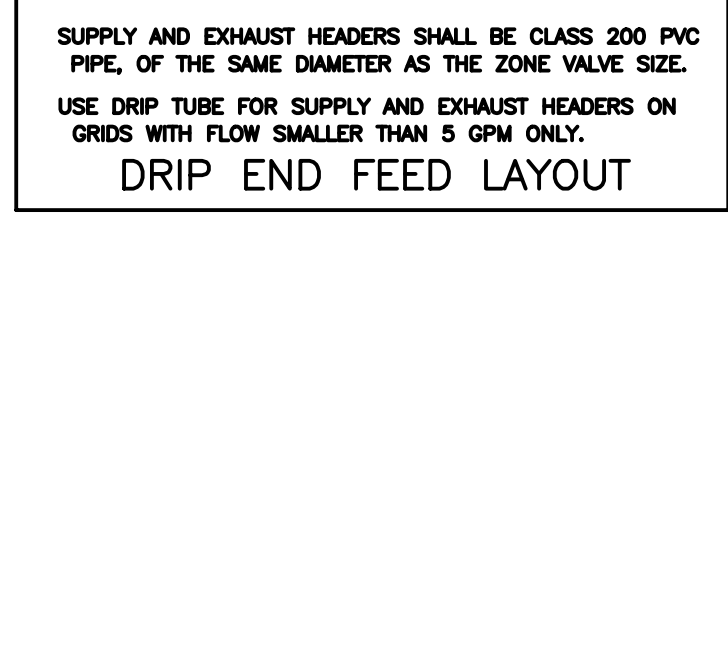 SUPPLY AND EXHAUST HEADERS SHALL BE CLASS 200 PVC
PIPE, OF THE SAME DIAMETER AS THE ZONE VALVE SIZE.
USE DRIP TUBE FOR SUPPLY AND EXHAUST HEADERS ON
GRIDS WITH FLOW SMALLER THAN 5 GPM ONLY.
DRIP END FEED LAYOUT